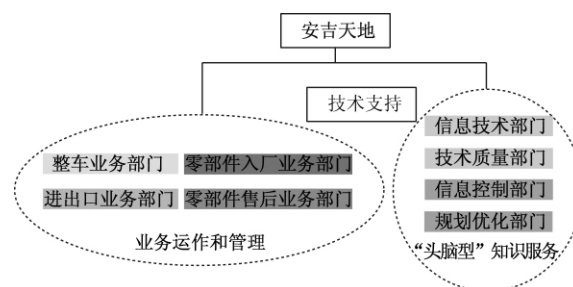 安吉天地
技术支持
整车业务部门 零部件入厂业务部门
进出口业务部门 零部件售后业务部门
业务运作和管理
信息技术部门
技术质量部门
信息控制部门
规划优化部门
“头脑型”知识服务